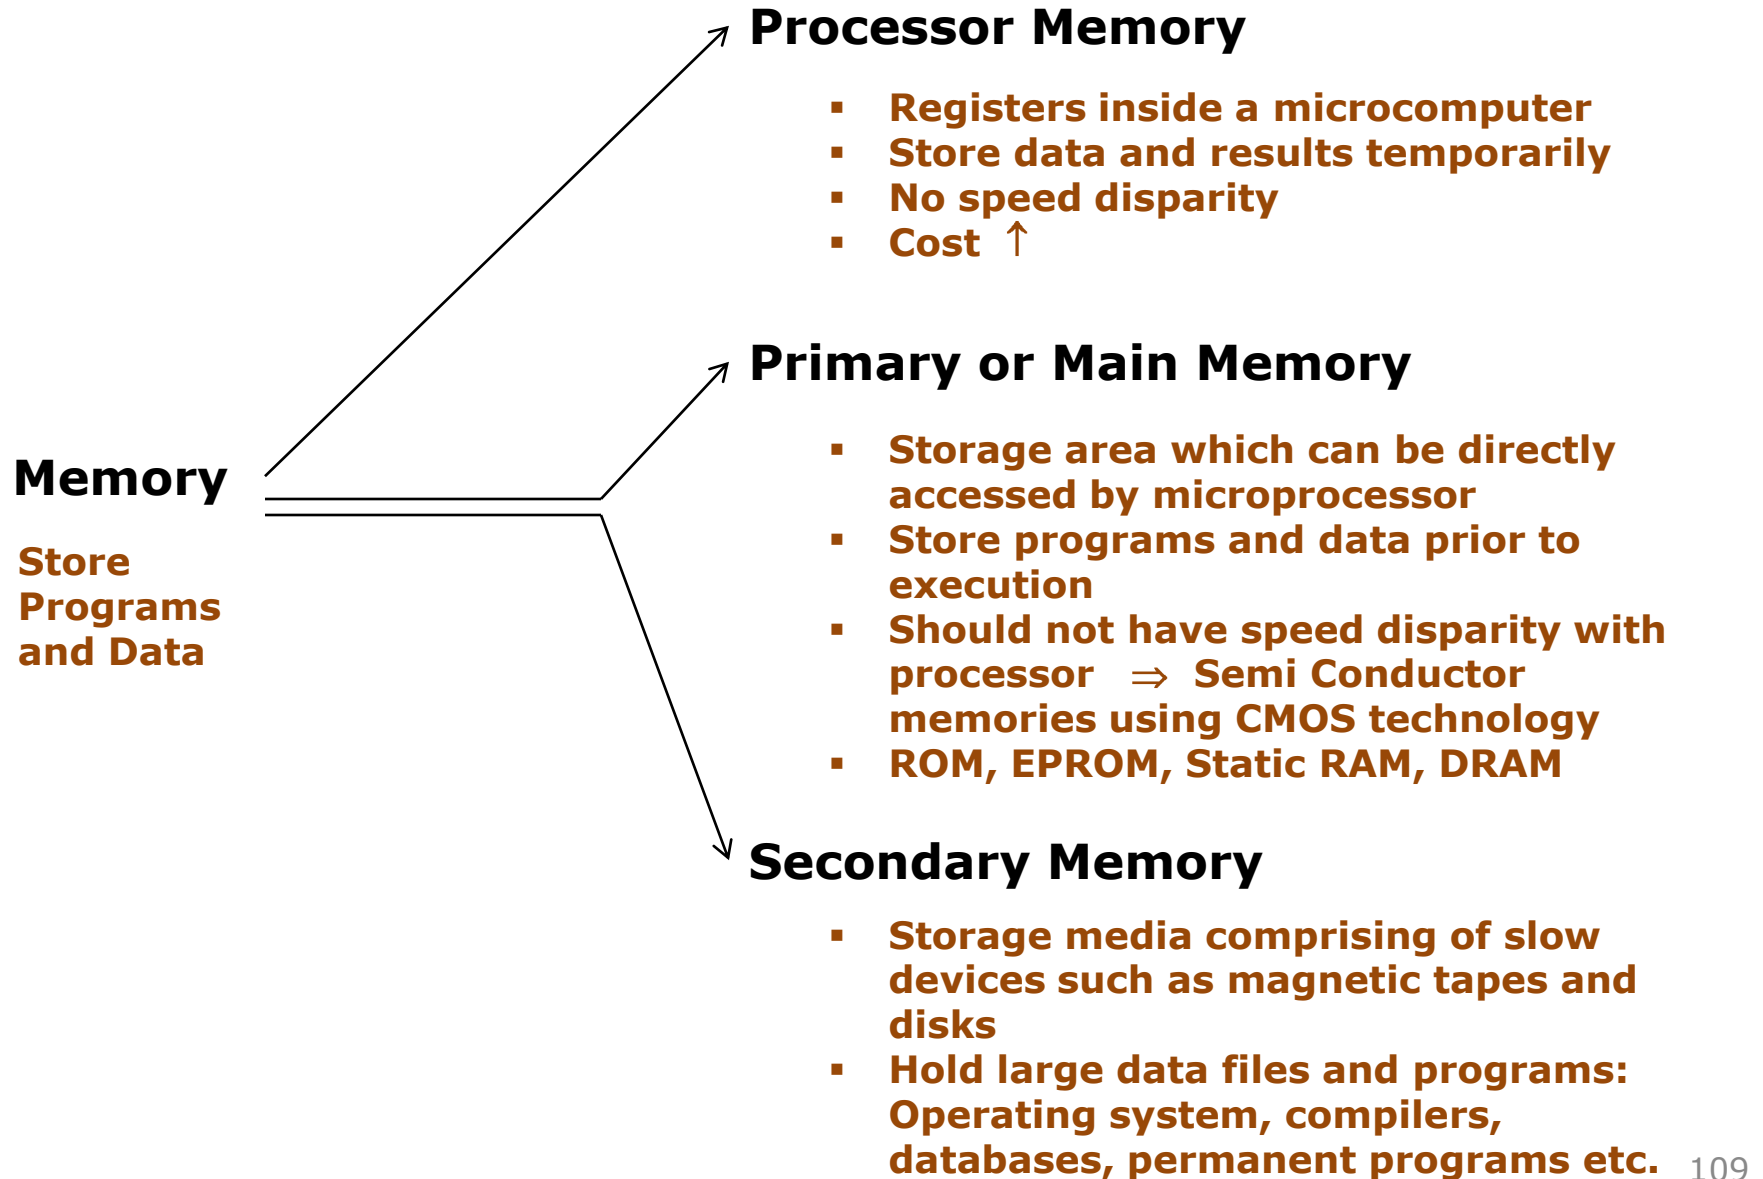 Memory
Store
Programs
and Data
Processor Memory
▪ Registers inside a microcomputer
▪ Store data and results temporarily
▪ No speed disparity
▪ Cost ↑
Primary or Main Memory
▪ Storage area which can be directly
accessed by microprocessor
▪ Store programs and data prior to
execution
▪ Should not have speed disparity with
processor ⇒ Semi Conductor
memories using CMOS technology
▪ ROM, EPROM, Static RAM, DRAM
Secondary Memory
▪ Storage media comprising of slow
devices such as magnetic tapes and
disks
▪ Hold large data files and programs:
Operating system, compilers,
databases, permanent programs etc.
109